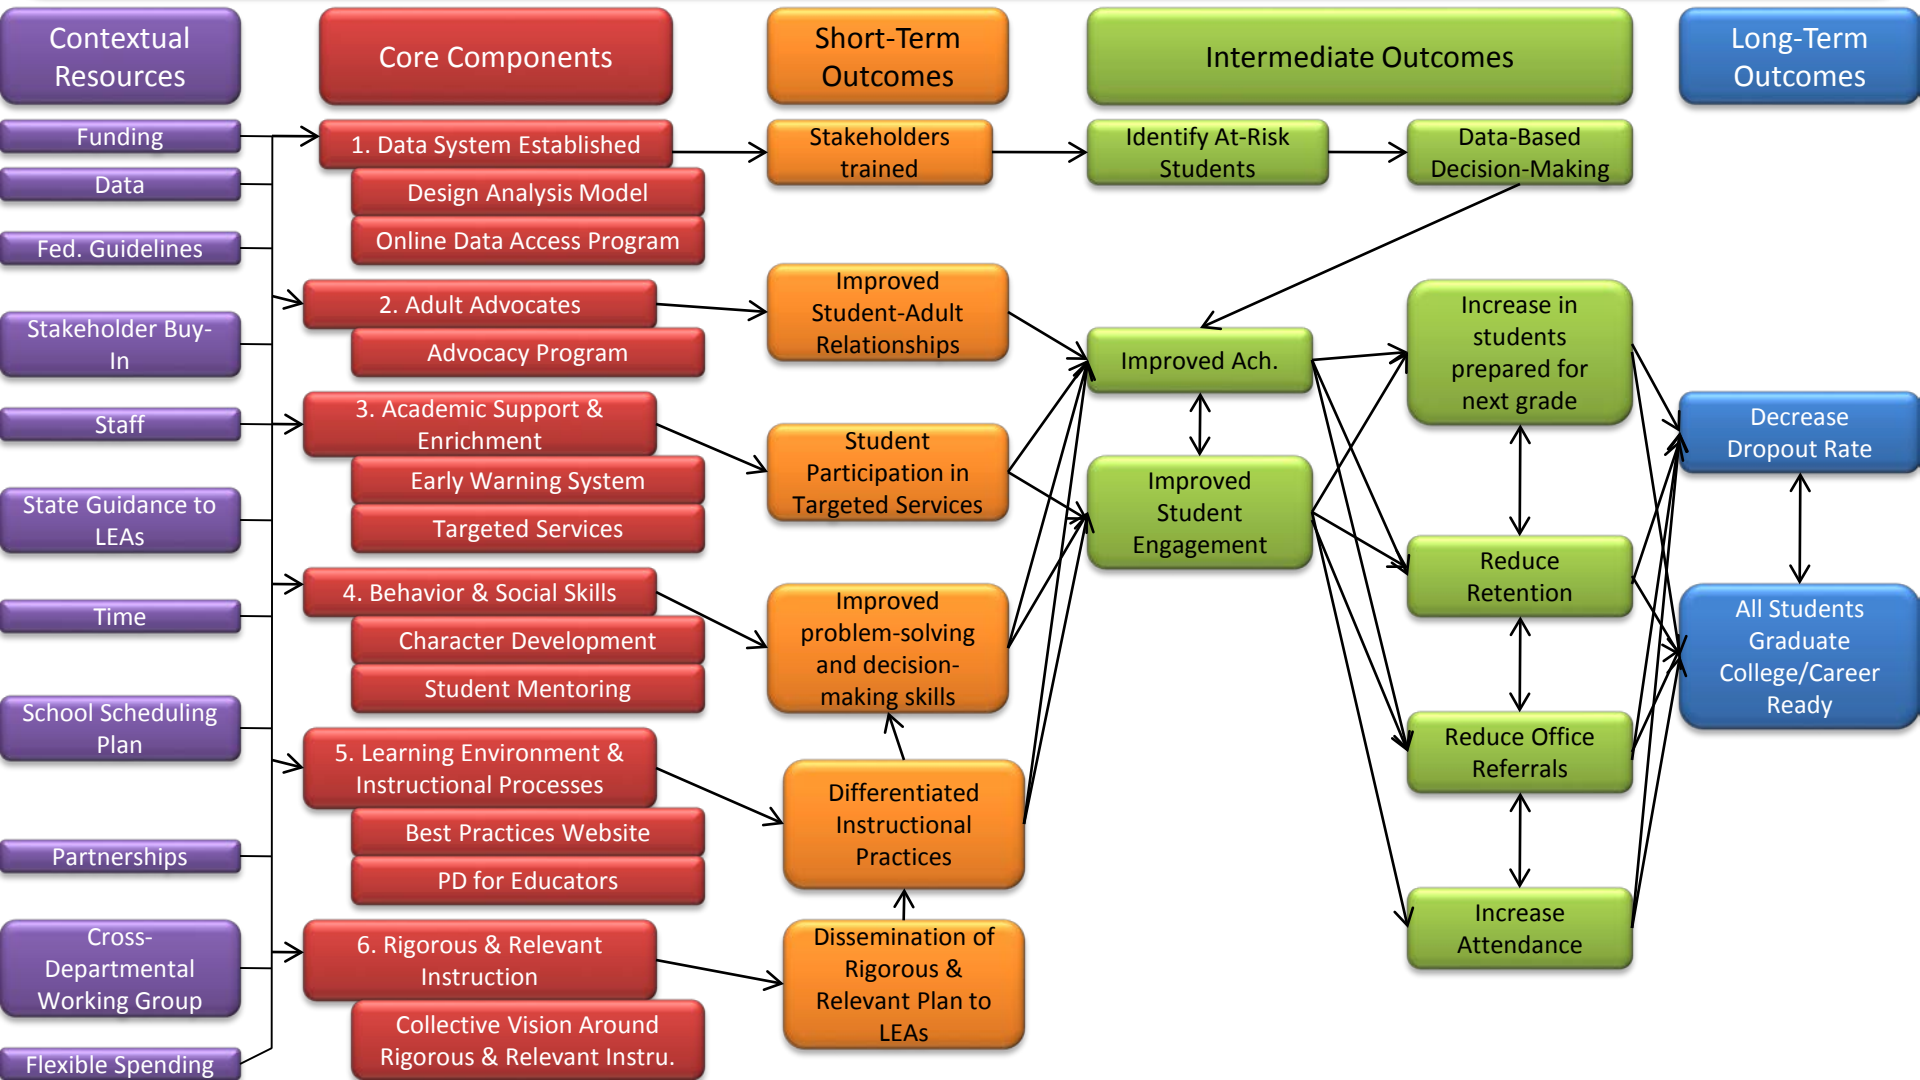 Contextual
Resources
Core Components
Short-Term
Outcomes
Intermediate Outcomes
Long-Term
Outcomes
Funding
Data
Fed. Guidelines
Stakeholder Buy-
In
Staff
State Guidance to
LEAs
Time
School Scheduling
Plan
Partnerships
Cross-
Departmental
Working Group
Flexible Spending
1. Data System Established
Design Analysis Model
Online Data Access Program
2. Adult Advocates
Advocacy Program
3. Academic Support &
Enrichment
Early Warning System
Targeted Services
4. Behavior & Social Skills
Character Development
Student Mentoring
5. Learning Environment &
Instructional Processes
Best Practices Website
PD for Educators
6. Rigorous & Relevant
Instruction
Collective Vision Around
Rigorous & Relevant Instru.
Stakeholders
trained
Improved
Student-Adult
Relationships
Student
Participation in
Targeted Services
Improved
problem-solving
and decision-
making skills
Differentiated
Instructional
Practices
Dissemination of
Rigorous &
Relevant Plan to
LEAs
Identify At-Risk
Students
Data-Based
Decision-Making
Improved Ach.
Improved
Student
Engagement
Increase in
students
prepared for
next grade
Reduce
Retention
Reduce Office
Referrals
Increase
Attendance
Decrease
Dropout Rate
All Students
Graduate
College/Career
Ready